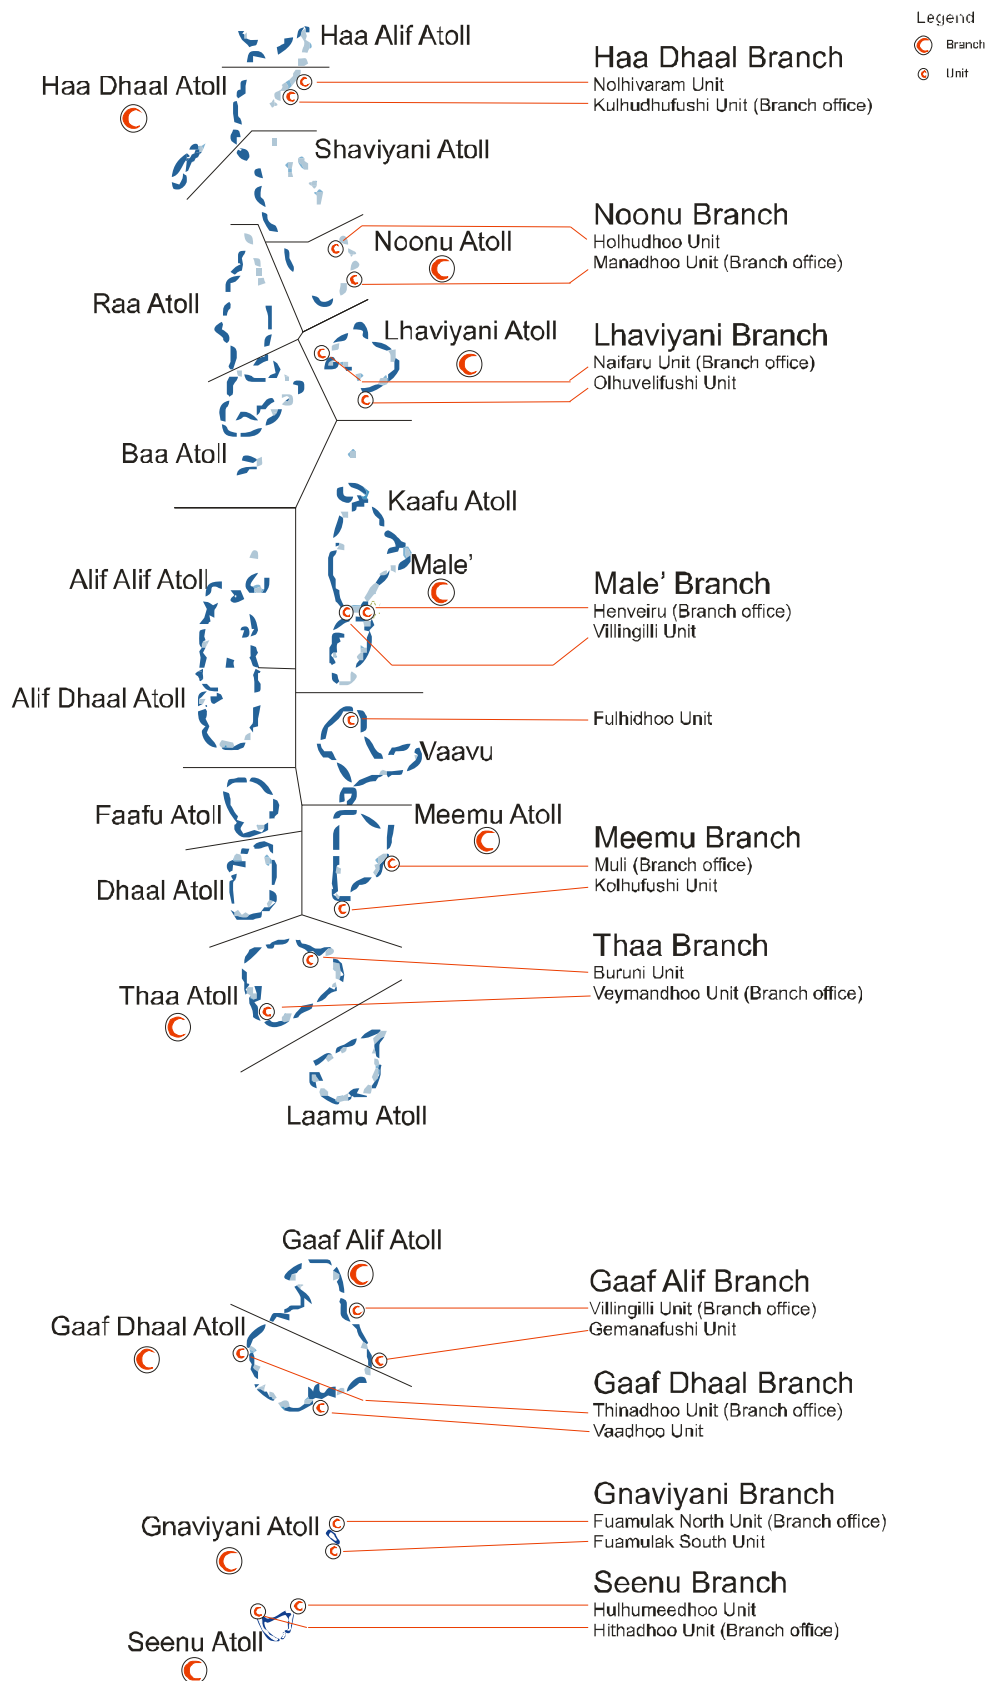 Legend
Branch
Unit
Haa Alif Atoll
Haa Dhaal Branch
Nolhivaram Unit
Kulhudhufushi Unit (Branch office)
Haa Dhaal Atoll
Shaviyani Atoll
Noonu Branch
Holhudhoo Unit
Manadhoo Unit (Branch office)
Noonu Atoll
Raa Atoll
Lhaviyani Atoll
Lhaviyani Branch
Naifaru Unit (Branch office)
Olhuvelifushi Unit
Baa Atoll
Kaafu Atoll
Male’
Alif Alif Atoll
Male’ Branch
Henveiru (Branch office)
Villingilli Unit
Alif Dhaal Atoll
Fulhidhoo Unit
Vaavu
Faafu Atoll
Meemu Atoll
Meemu Branch
Muli (Branch office)
Kolhufushi Unit
Dhaal Atoll
Thaa Branch
Buruni Unit
Veymandhoo Unit (Branch office)
Thaa Atoll
Laamu Atoll
Gaaf Alif Atoll
Gaaf Alif Branch
Villingilli Unit (Branch office)
Gemanafushi Unit
Gaaf Dhaal Atoll
Gaaf Dhaal Branch
Thinadhoo Unit (Branch office)
Vaadhoo Unit
Gnaviyani Branch
Fuamulak North Unit (Branch office)
Fuamulak South Unit
Gnaviyani Atoll
Seenu Branch
Hulhumeedhoo Unit
Hithadhoo Unit (Branch office)
Seenu Atoll